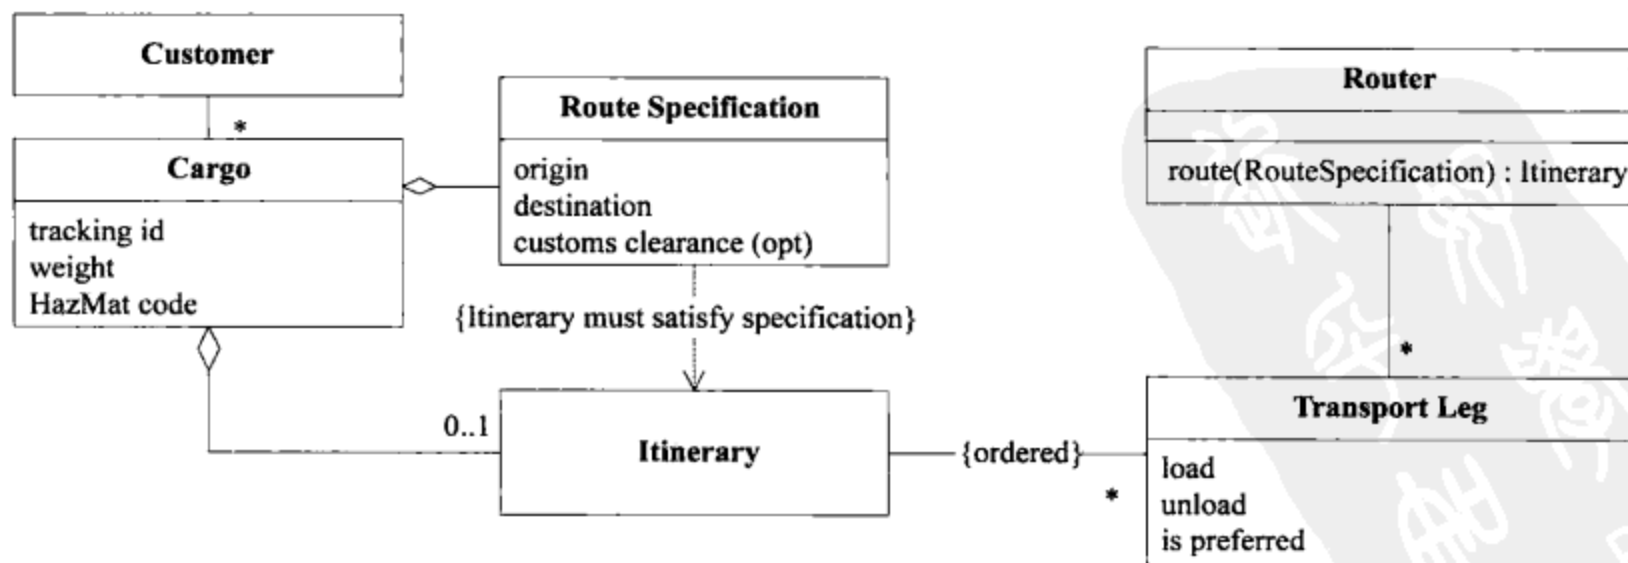 Customer
*
Cargo
tracking id
weight
HazMat code
Route Specification
origin
destination
customs clearance (opt)
{Itinerary must satisfy specification}
0..1
Itinerary
{ordered}
*
Router
route(RouteSpecification) : Itinerary
*
Transport Leg
load
unload
is preferred